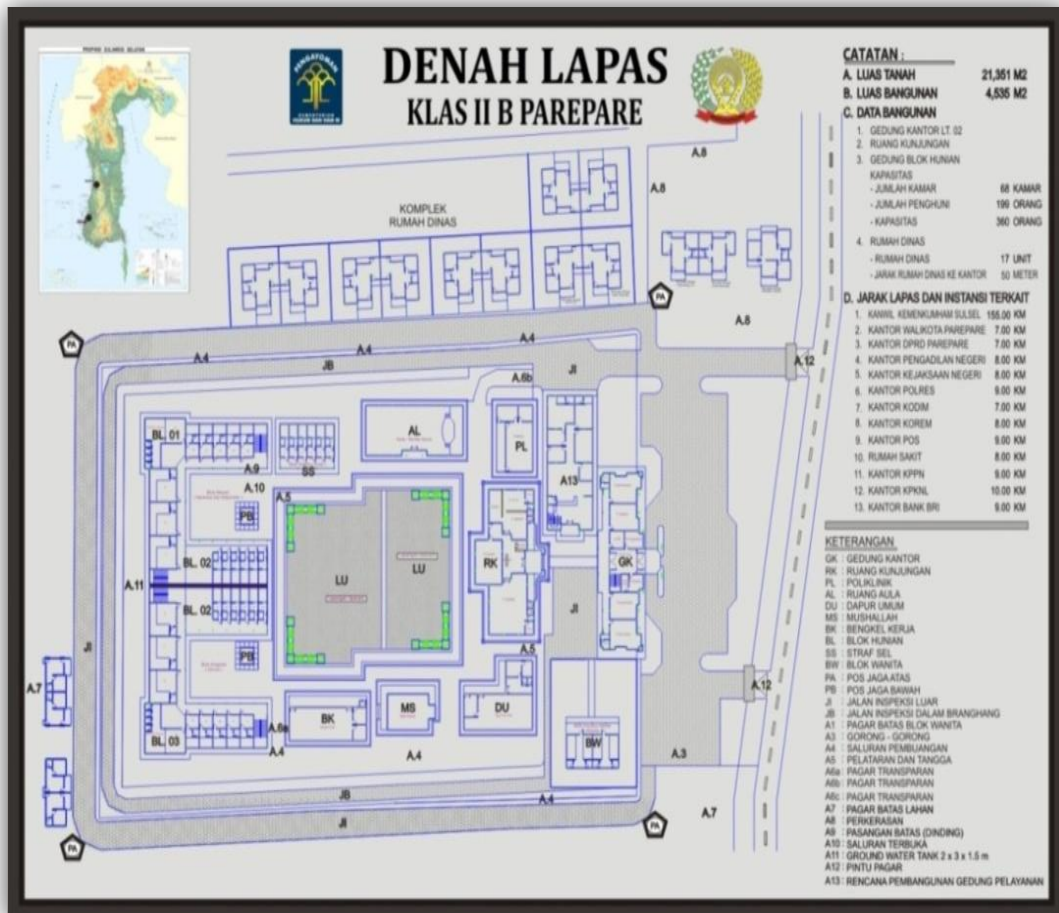 PROPINSI SULAWESI SELATAN
PENGAYOMAN
DENAH LAPAS
KLAS II B PAREPARE
CATATAN :
A. LUAS TANAH 21,351 M2
B. LUAS BANGUNAN 4,535 M2
C. DATA BANGUNAN
1. GEDUNG KANTOR LT. 02
2. RUANG KUNJUNGAN
3. GEDUNG BLOK HUNIAN
KAPASITAS
- JUMLAH KAMAR 68 KAMAR
- JUMLAH PENGHUNI 199 ORANG
- KAPASITAS 360 ORANG
4. RUMAH DINAS
- RUMAH DINAS 17 UNIT
- JARAK RUMAH DINAS KE KANTOR 50 METER
D. JARAK LAPAS DAN INSTANSI TERKAIT
1. KANWIL KEMENKUMHAM SULSEL 155.00 KM
2. KANTOR WALIKOTA PAREPARE 7.00 KM
3. KANTOR DPRD PAREPARE 7.00 KM
4. KANTOR PENGADILAN NEGERI 8.00 KM
5. KANTOR KEJAKSAAN NEGERI 8.00 KM
6. KANTOR POLRES 9.00 KM
7. KANTOR KODIM 7.00 KM
8. KANTOR KOREM 8.00 KM
9. KANTOR POS 9.00 KM
10. RUMAH SAKIT 8.00 KM
11. KANTOR KPPN 9.00 KM
12. KANTOR KPKNL 10.00 KM
13. KANTOR BANK BRI 9.00 KM
KETERANGAN
GK : GEDUNG KANTOR
RK : RUANG KUNJUNGAN
PL : POLIKLINIK
AL : RUANG AULA
DU : DAPUR UMUM
MS : MUSHALLAH
BK : BENGKEL KERJA
BL : BLOK HUNIAN
SS : STRAF SEL
BW : BLOK WANITA
PA : POS JAGA ATAS
PB : POS JAGA BAWAH
JI : JALAN INSPEKSI LUAR
JB : JALAN INSPEKSI DALAM BRANGHANG
A1 : PAGAR BATAS BLOK WANITA
A3 : GORONG - GORONG
A4 : SALURAN PEMBUANGAN
A5 : PELATARAN DAN TANGGA
A6a : PAGAR TRANSPARAN
A6b : PAGAR TRANSPARAN
A6c : PAGAR TRANSPARAN
A7 : PAGAR BATAS LAHAN
A8 : PERKERASAN
A9 : PASANGAN BATAS (DINDING)
A10 : SALURAN TERBUKA
A11 : GROUND WATER TANK 2 x 3 x 1.5 m
A12 : PINTU PAGAR
A13 : RENCANA PEMBANGUNAN GEDUNG PELAYANAN
A.8
A.8
KOMPLEK
RUMAH DINAS
PA
PA
A.8
A.4
A.4
A.4
JB
JI
A.12
A.6b
BL. 01
AL
PL
SS
A.9
A.10
A.5
A13
PB
BL. 02
LU
LU
RK
GK
A.11
BL. 02
JI
JI
PB
A.5
A.7
A.12
BL. 03
A.6a
A.4
BK
MS
DU
A.4
BW
A.3
JB
A.4
JI
PA
PA
A.7